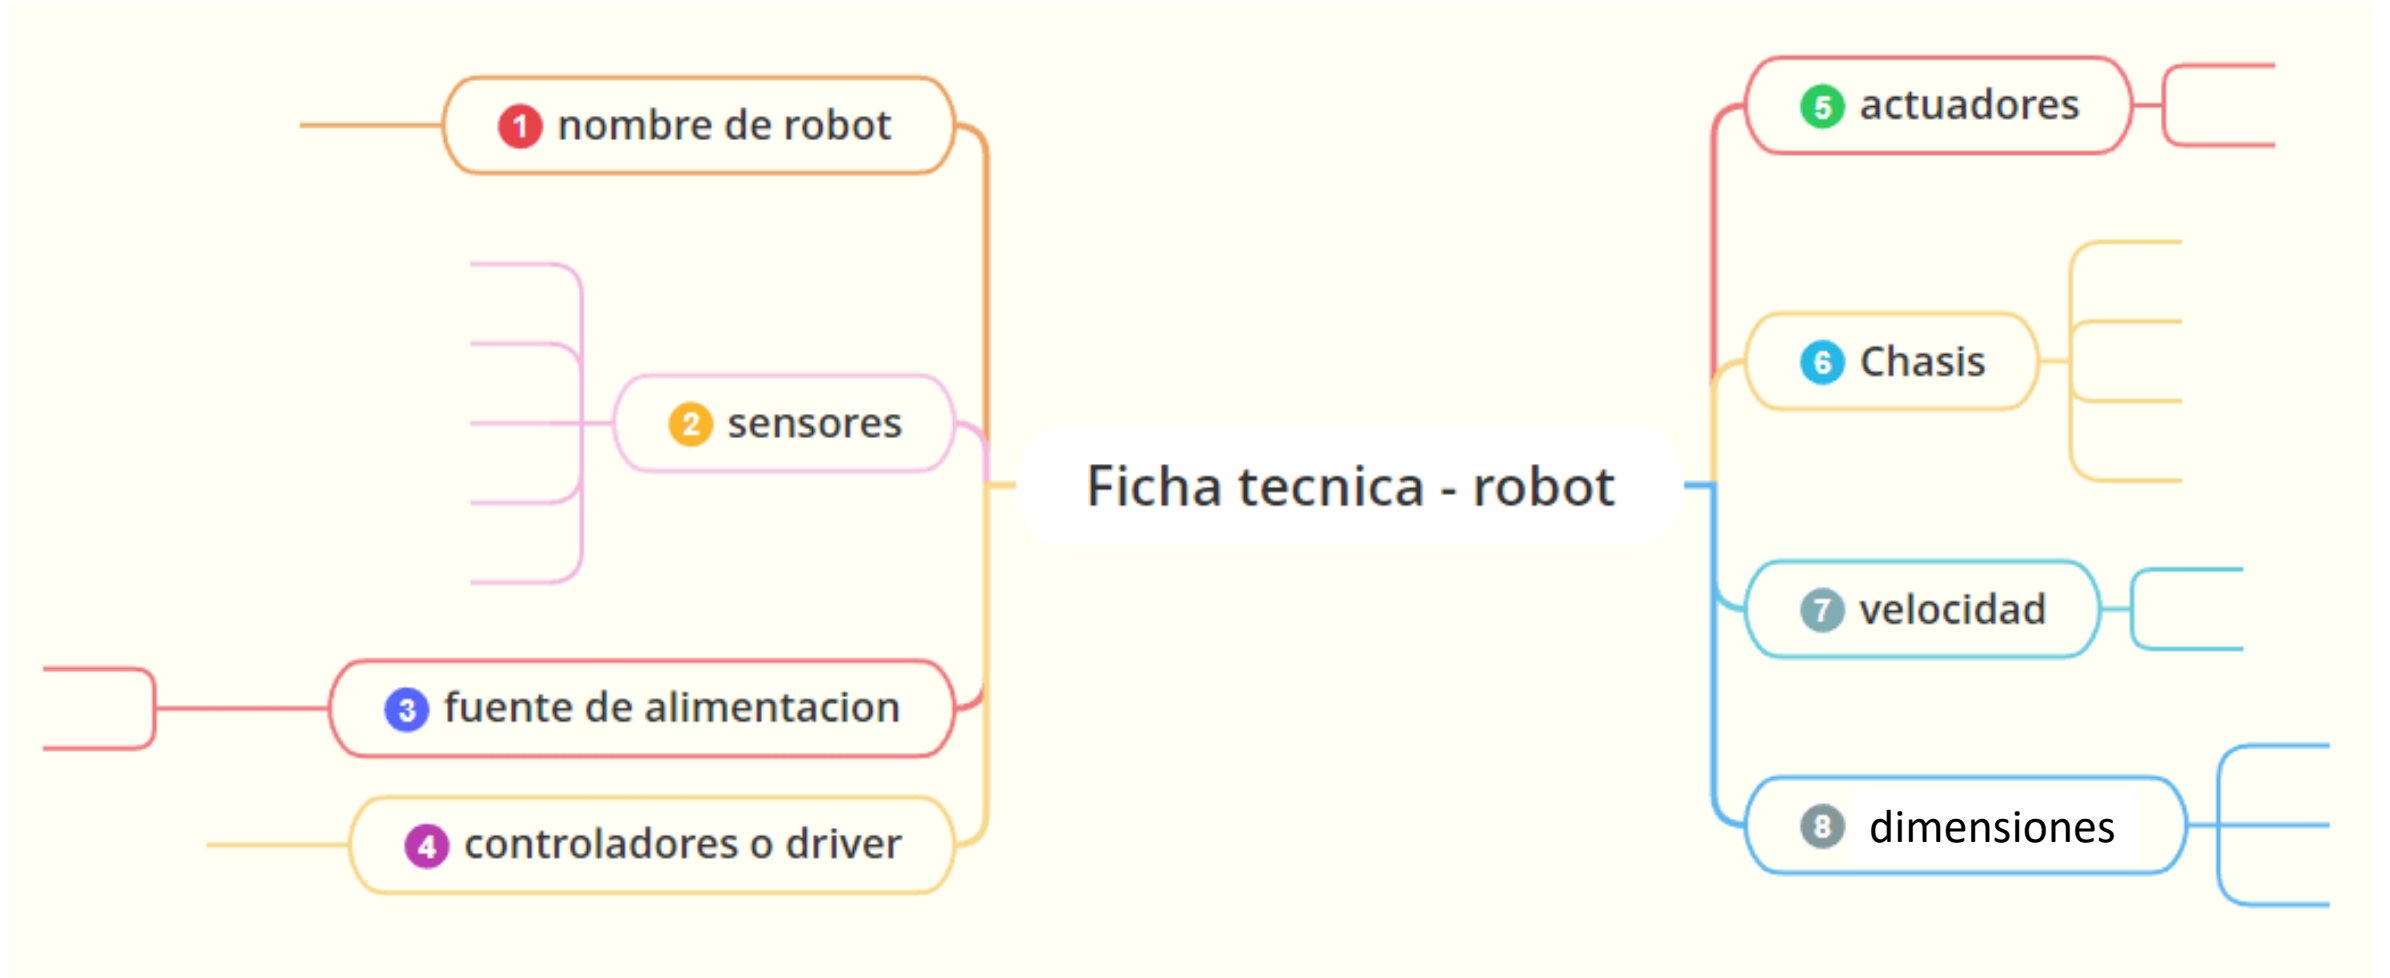 1 nombre de robot
2 sensores
3 fuente de alimentacion
4 controladores o driver
Ficha tecnica - robot
5 actuadores
6 Chasis
7 velocidad
8 dimensiones